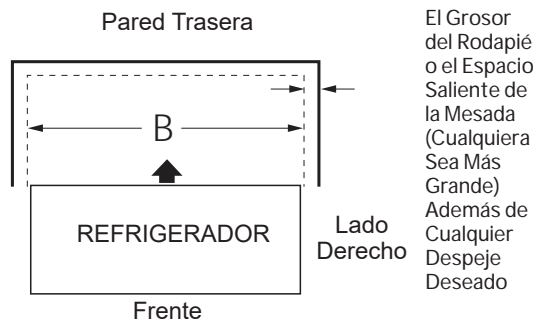 Pared Trasera
B
REFRIGERADOR
Lado
Derecho
Frente
El Grosor
del Rodapié
o el Espacio
Saliente de
la Mesada
(Cualquiera
Sea Más
Grande)
Además de
Cualquier
Despeje
Deseado